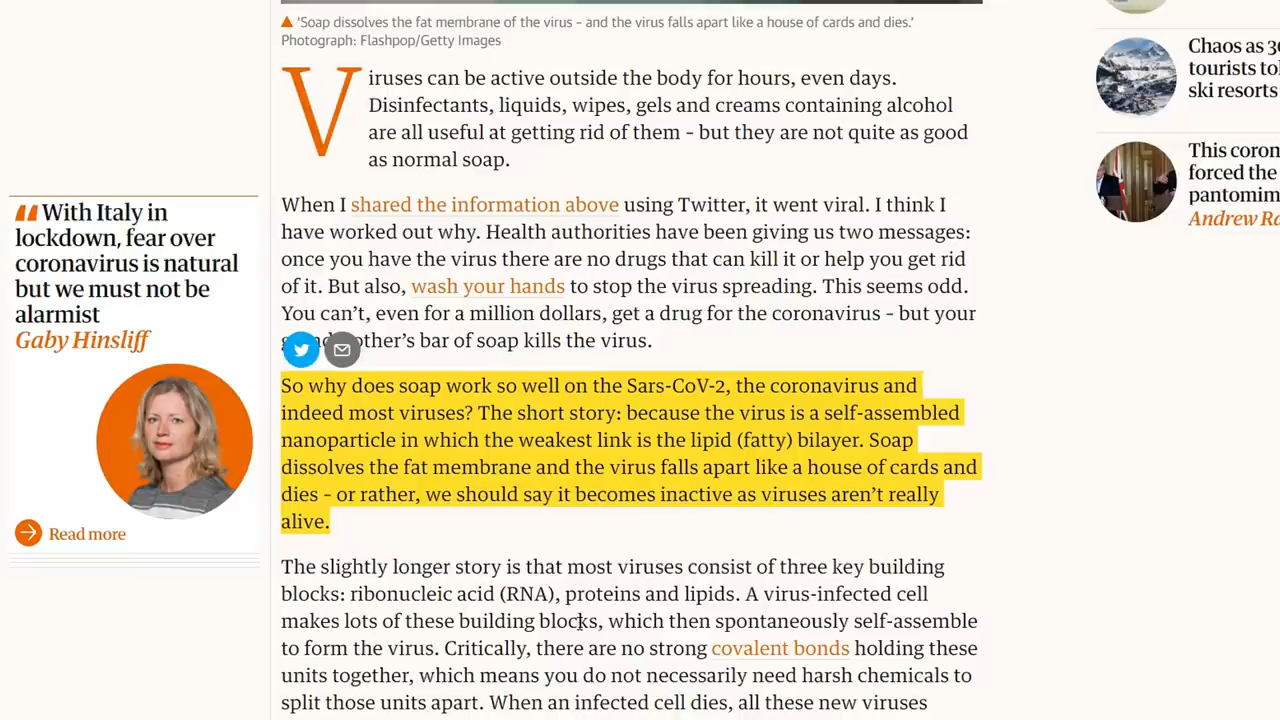 'Soap dissolves the fat membrane of the virus – and the virus falls apart like a house of cards and dies.'
Photograph: Flashpop/Getty Images
Viruses can be active outside the body for hours, even days.
Disinfectants, liquids, wipes, gels and creams containing alcohol
are all useful at getting rid of them – but they are not quite as good
as normal soap.
When I shared the information above using Twitter, it went viral. I think I
have worked out why. Health authorities have been giving us two messages:
once you have the virus there are no drugs that can kill it or help you get rid
of it. But also, wash your hands to stop the virus spreading. This seems odd.
You can't, even for a million dollars, get a drug for the coronavirus – but your
other's bar of soap kills the virus.
So why does soap work so well on the Sars-CoV-2, the coronavirus and
indeed most viruses? The short story: because the virus is a self-assembled
nanoparticle in which the weakest link is the lipid (fatty) bilayer. Soap
dissolves the fat membrane and the virus falls apart like a house of cards and
dies – or rather, we should say it becomes inactive as viruses aren't really
alive.
The slightly longer story is that most viruses consist of three key building
blocks: ribonucleic acid (RNA), proteins and lipids. A virus-infected cell
makes lots of these building blocks, which then spontaneously self-assemble
to form the virus. Critically, there are no strong covalent bonds holding these
units together, which means you do not necessarily need harsh chemicals to
split those units apart. When an infected cell dies, all these new viruses
With Italy in
lockdown, fear over
coronavirus is natural
but we must not be
alarmist
Gaby Hinsliff
Read more
Chaos as
tourists
ski resorts
This
forced the
Andrew